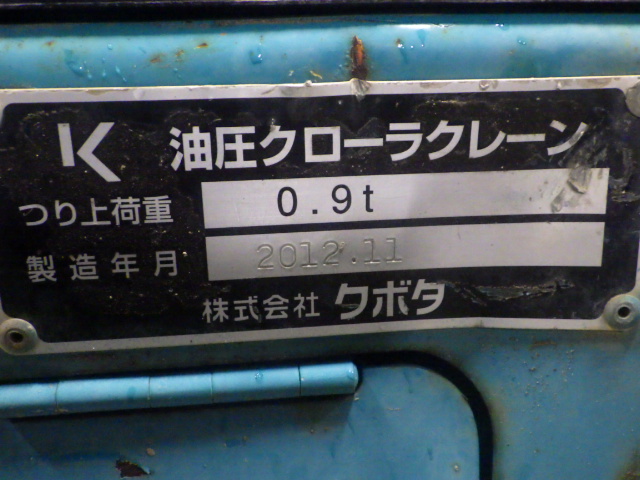 K 油圧クローラクレーン
つり上荷重 0.9t
製造年月 2012.11
株式会社 クボタ